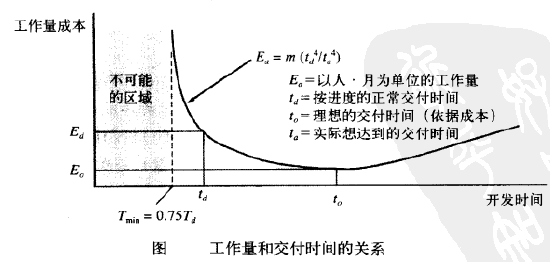 工作量成本
E_a = m (t_d^4/t_a^4)
不可能
的区域
E_a=以人·月为单位的工作量
t_d=按进度的正常交付时间
t_o=理想的交付时间(依据成本)
t_a=实际想达到的交付时间
E_d
E_o
t_d
t_o
开发时间
T_min = 0.75T_d
图 工作量和交付时间的关系